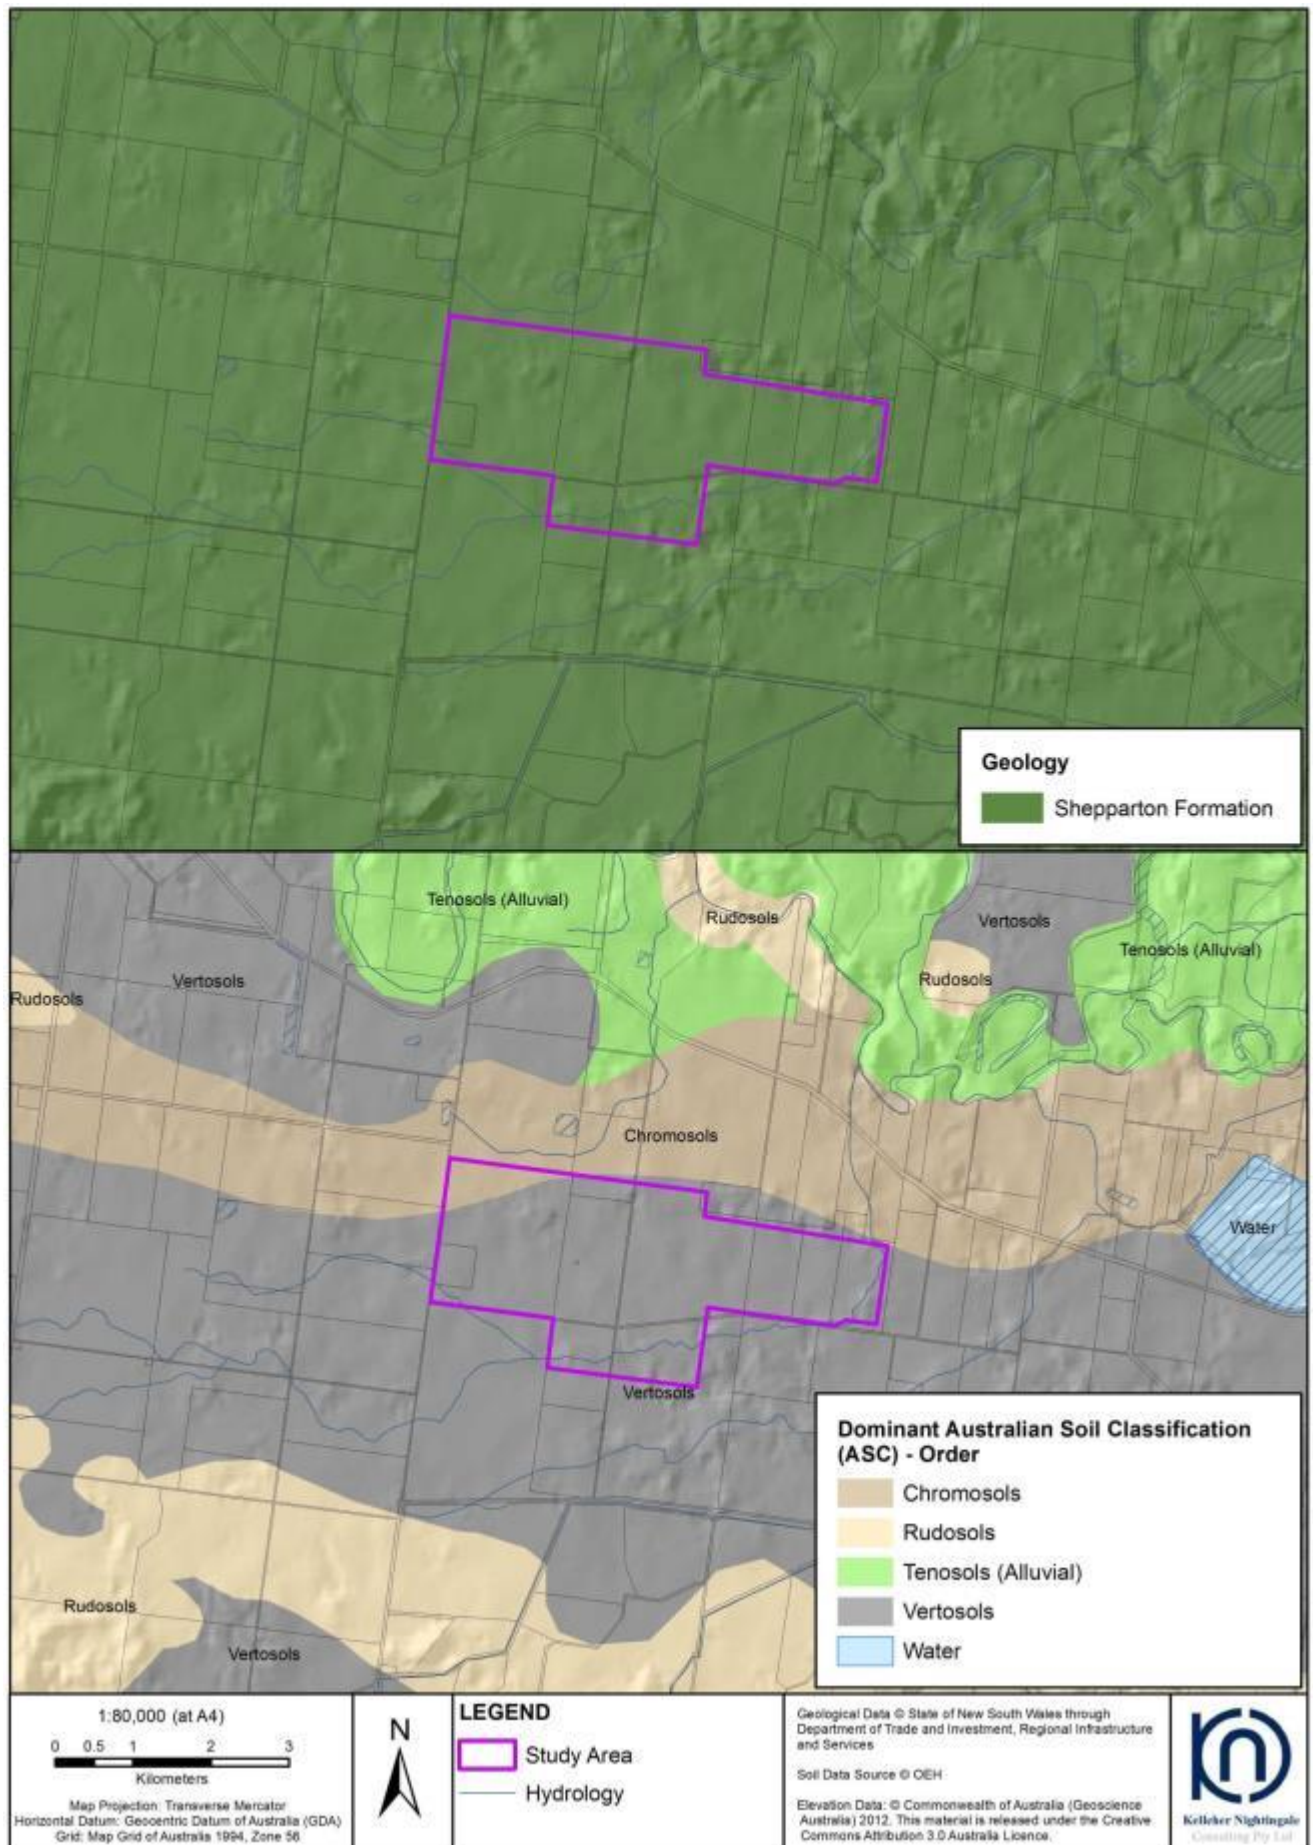 Geology
Shepparton Formation
Tenosols (Alluvial)
Rudosols
Vertosols
Tenosols (Alluvial)
Vertosols
Rudosols
Rudosols
Chromosols
Water
Vertosols
Rudosols
Vertosols
Dominant Australian Soil Classification
(ASC) - Order
Chromosols
Rudosols
Tenosols (Alluvial)
Vertosols
Water
1:80,000 (at A4)
0 0.5 1 2 3
Kilometers
Map Projection: Transverse Mercator
Horizontal Datum: Geocentric Datum of Australia (GDA)
Grid: Map Grid of Australia 1994, Zone 56
N
LEGEND
Study Area
Hydrology
Geological Data © State of New South Wales through
Department of Trade and Investment, Regional Infrastructure
and Services
Soil Data Source © OEH
Elevation Data: © Commonwealth of Australia (Geoscience
Australia) 2012. This material is released under the Creative
Commons Attribution 3.0 Australia Licence.
Kelleher Nightingale
Consulting Pty Ltd